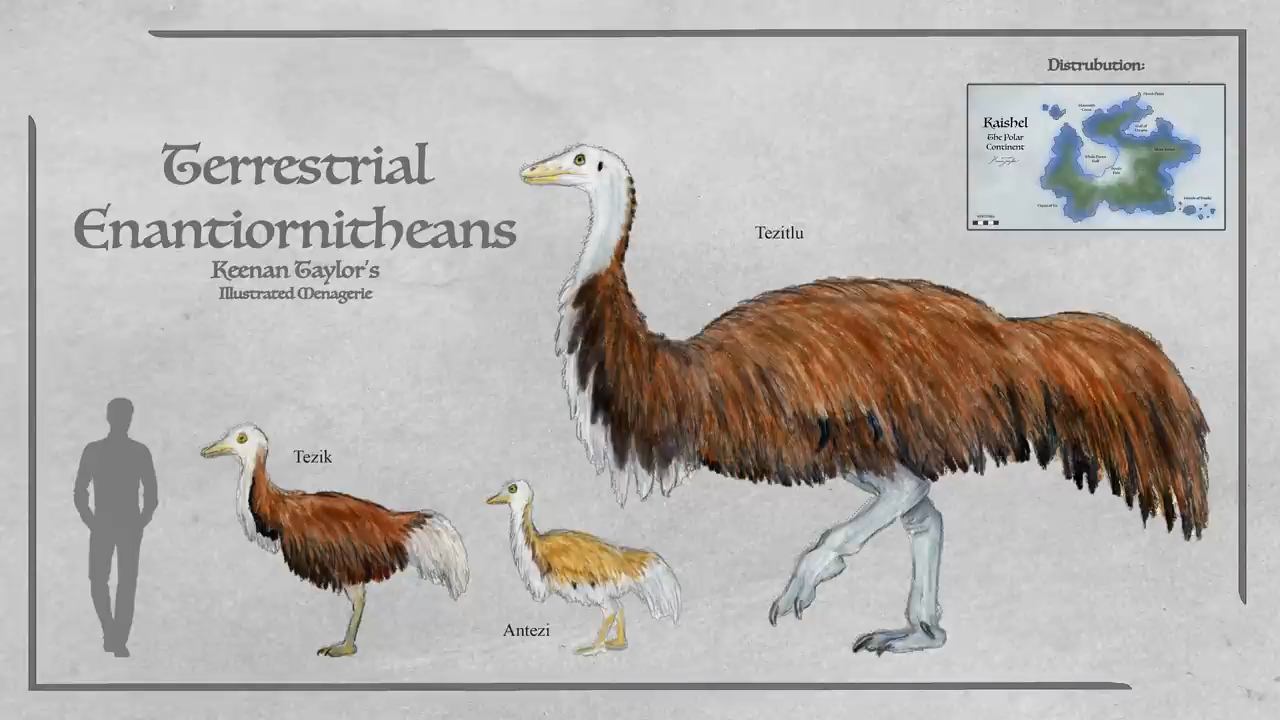 Terrestrial
Enantiornitheans
Keenan Taylor's
Illustrated Menagerie
Distrubution:
Kaishel
The Polar
Continent
Tezitlu
Tezik
Antezi